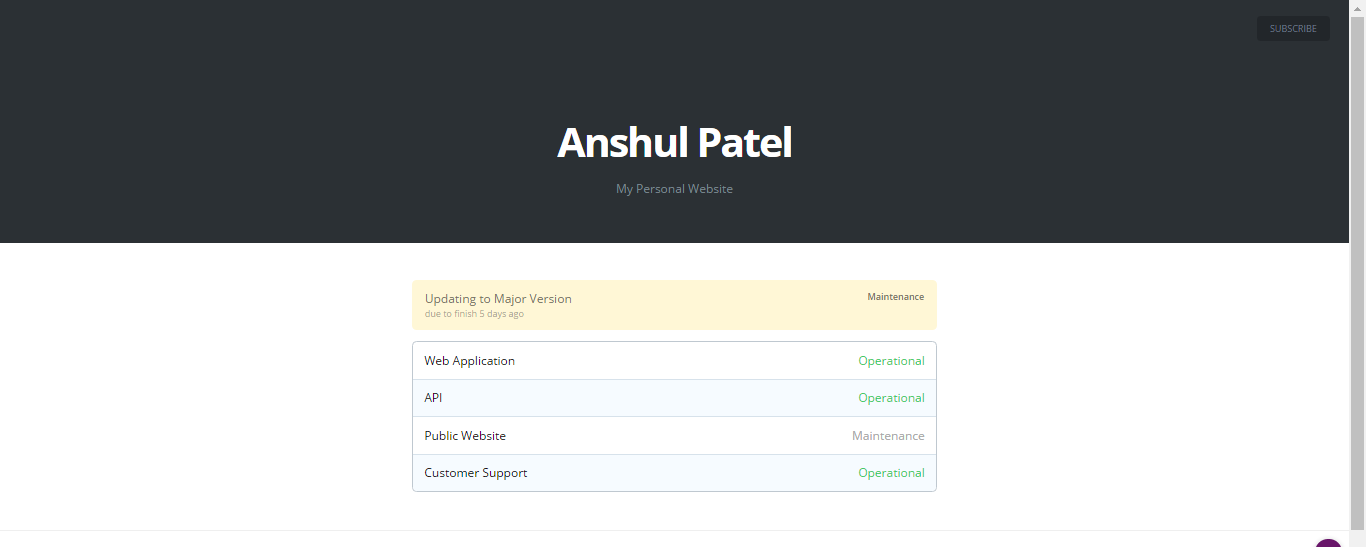 SUBSCRIBE
Anshul Patel
My Personal Website
Updating to Major Version Maintenance
due to finish 5 days ago
Web Application Operational
API Operational
Public Website Maintenance
Customer Support Operational